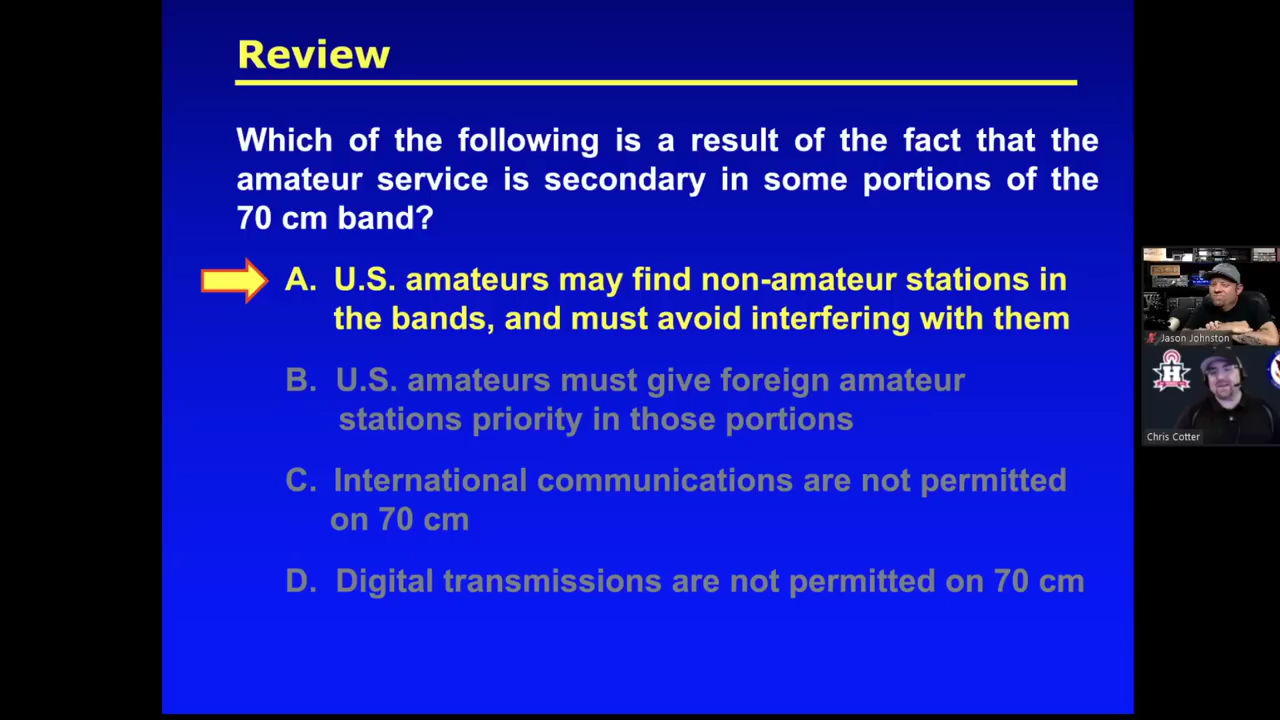 Review
Which of the following is a result of the fact that the
amateur service is secondary in some portions of the
70 cm band?
A. U.S. amateurs may find non-amateur stations in
the bands, and must avoid interfering with them
B. U.S. amateurs must give foreign amateur
stations priority in those portions
C. International communications are not permitted
on 70 cm
D. Digital transmissions are not permitted on 70 cm
Jason Johnston
H
Chris Cotter